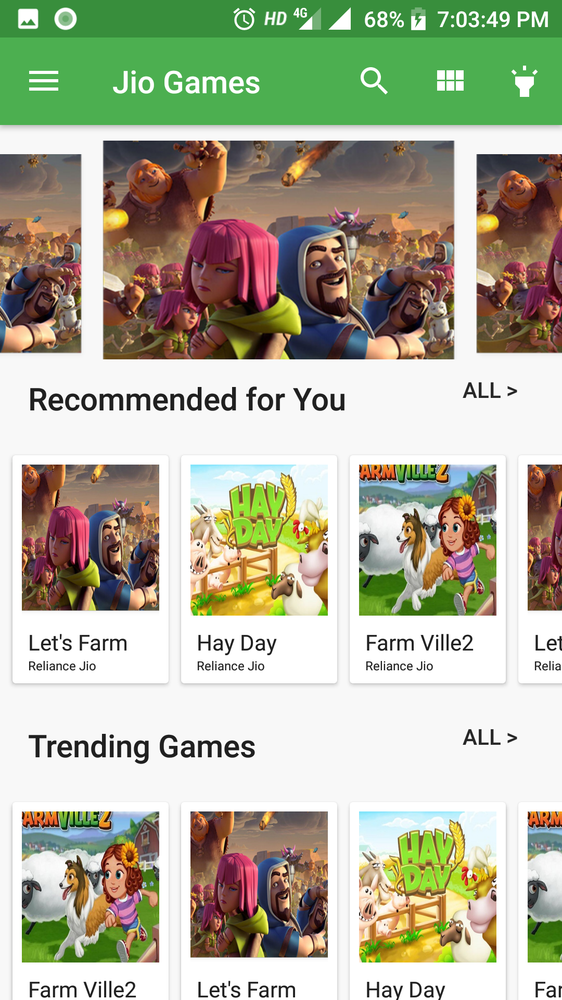 HD 4G 68% 7:03:49 PM
Jio Games
Recommended for You
ALL >
HAY DAY
FARMVILLE2
Let's Farm
Hay Day
Farm Ville2
Let
Reliance Jio
Reliance Jio
Reliance Jio
Relia
Trending Games
ALL >
FARMVILLE2
HAY DAY
ARM
Farm Ville2
Let's Farm
Hay Day
Far